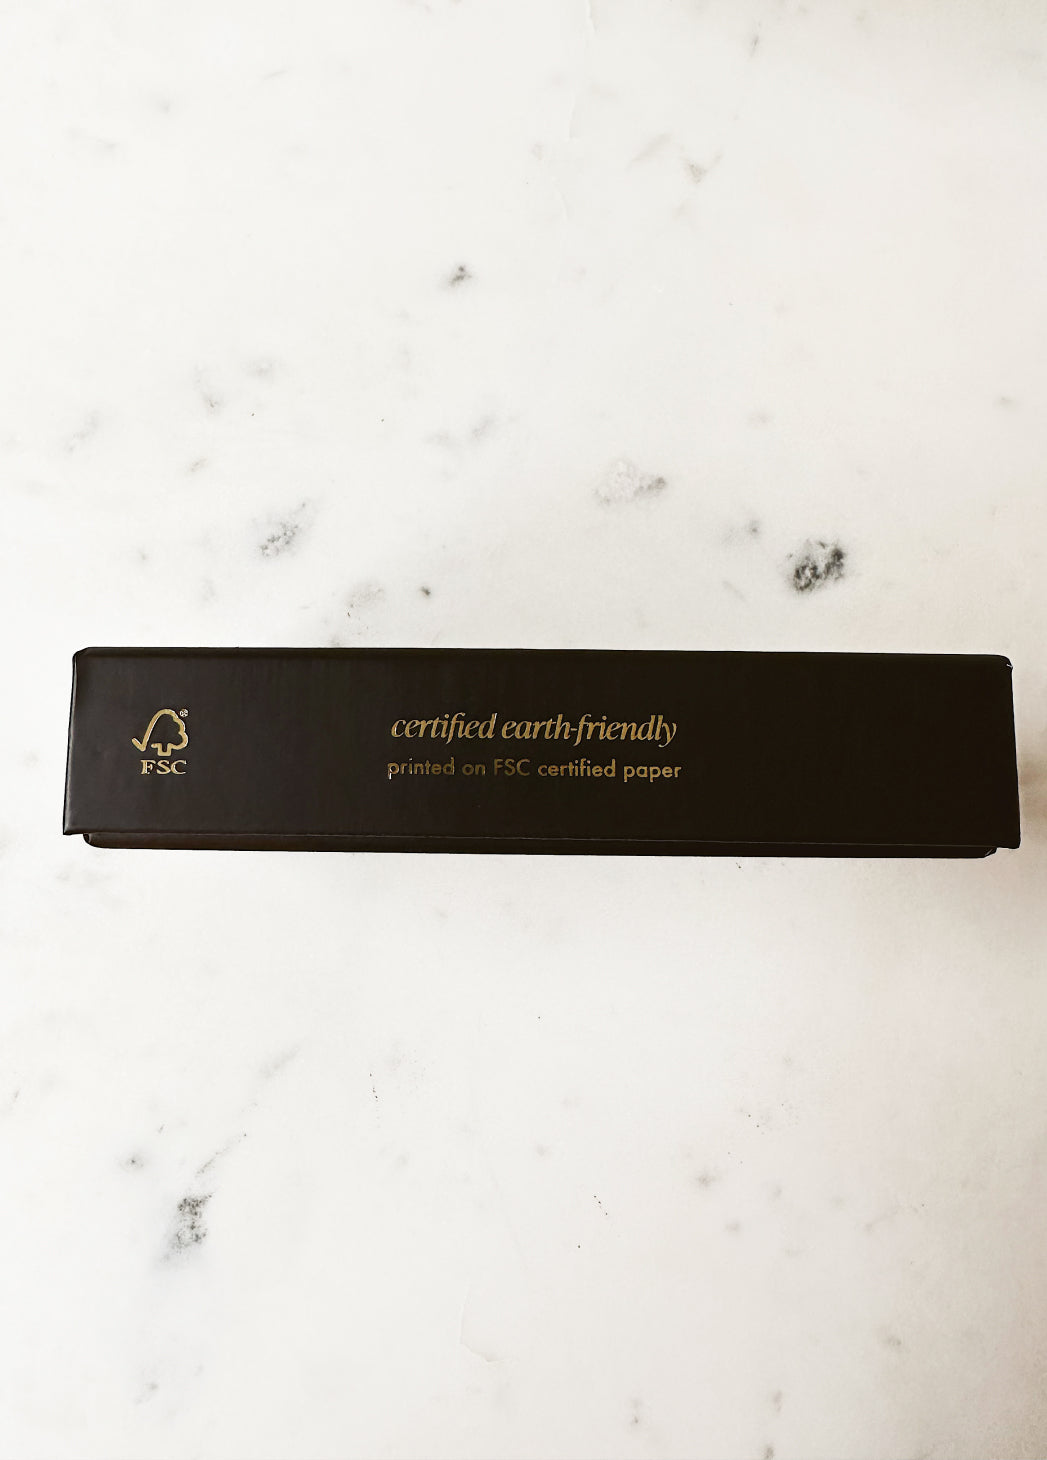 FSC
certified earth-friendly
printed on FSC certified paper